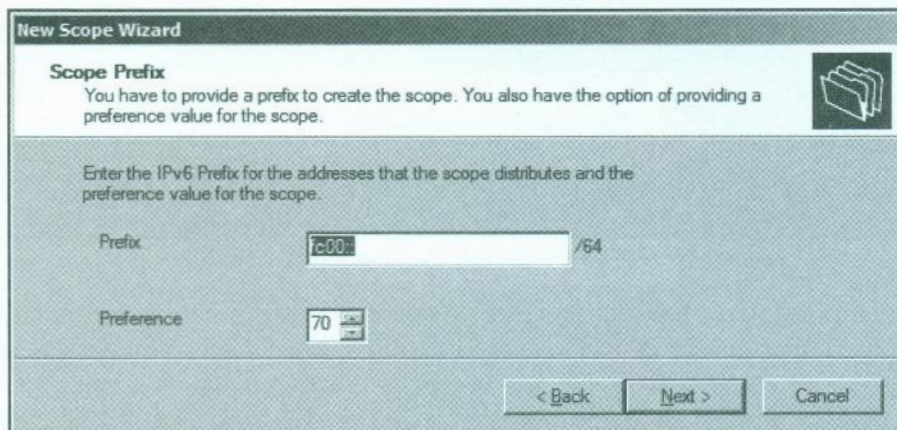 New Scope Wizard
Scope Prefix
You have to provide a prefix to create the scope. You also have the option of providing a
preference value for the scope.
Enter the IPv6 Prefix for the addresses that the scope distributes and the
preference value for the scope.
Prefix
fc00::
/64
Preference
70
< Back
Next >
Cancel